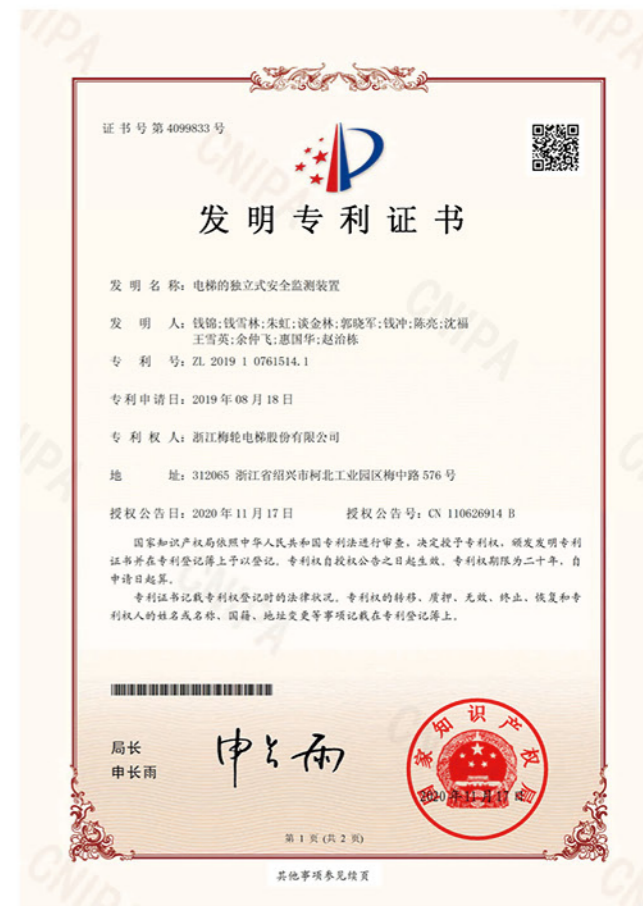 证书号第4099833号
发明专利证书
发明名称：电梯的独立式安全监测装置
发明人：钱锦;钱雪林;朱虹;谈金林;郭晓军;钱冲;陈亮;沈福
王雪英;余仲飞;惠国华;赵治栋
专利号：ZL 2019 1 0761514.1
专利申请日：2019年08月18日
专利权人：浙江梅轮电梯股份有限公司
地址：312065 浙江省绍兴市柯北工业园区梅中路576号
授权公告日：2020年11月17日 授权公告号：CN 110626914 B
国家知识产权局依照中华人民共和国专利法进行审查，决定授予专利权，颁发发明专利
证书并在专利登记簿上予以登记。专利权自授权公告之日起生效。专利权期限为二十年，自
申请日起算。
专利证书记载专利权登记时的法律状况。专利权的转移、质押、无效、终止、恢复和专
利权人的姓名或名称、国籍、地址变更等事项记载在专利登记簿上。
局长
申长雨
申长雨
国家知识产权局
2020年11月17日
第 1 页 (共 2 页)
其他事项参见续页
CNIPA
CNIPA
CNIPA
CNIPA